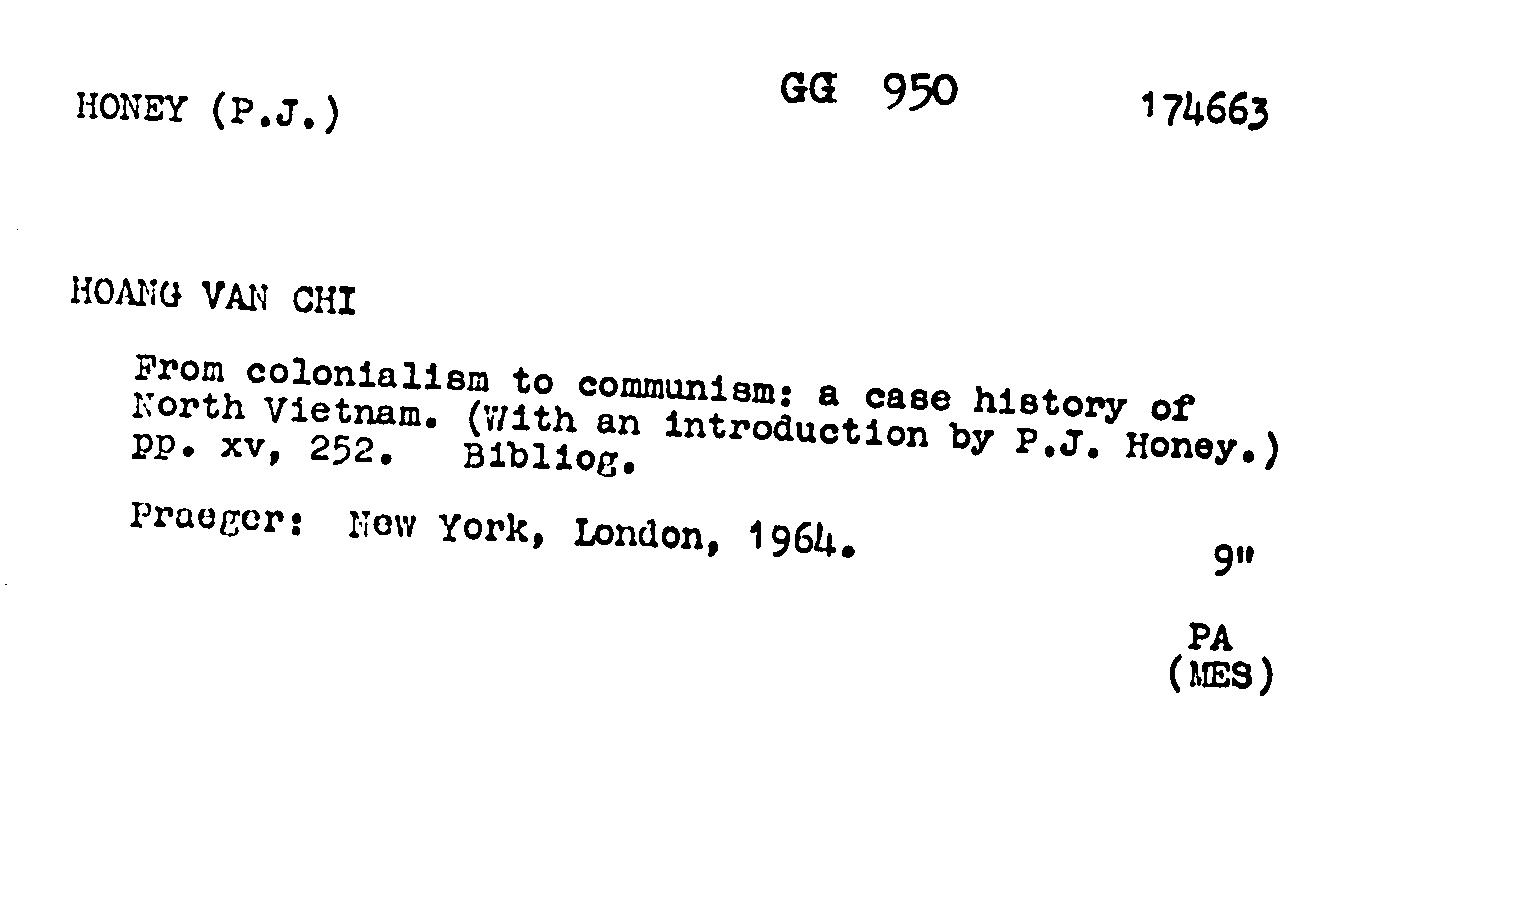 HONEY (P.J.) GG 950 174663
HOANG VAN CHI
From colonialism to communism: a case history of
North Vietnam. (With an introduction by P.J. Honey.)
pp. xv, 252. Bibliog.
Praeger: New York, London, 1964.
9"
PA
(MES)